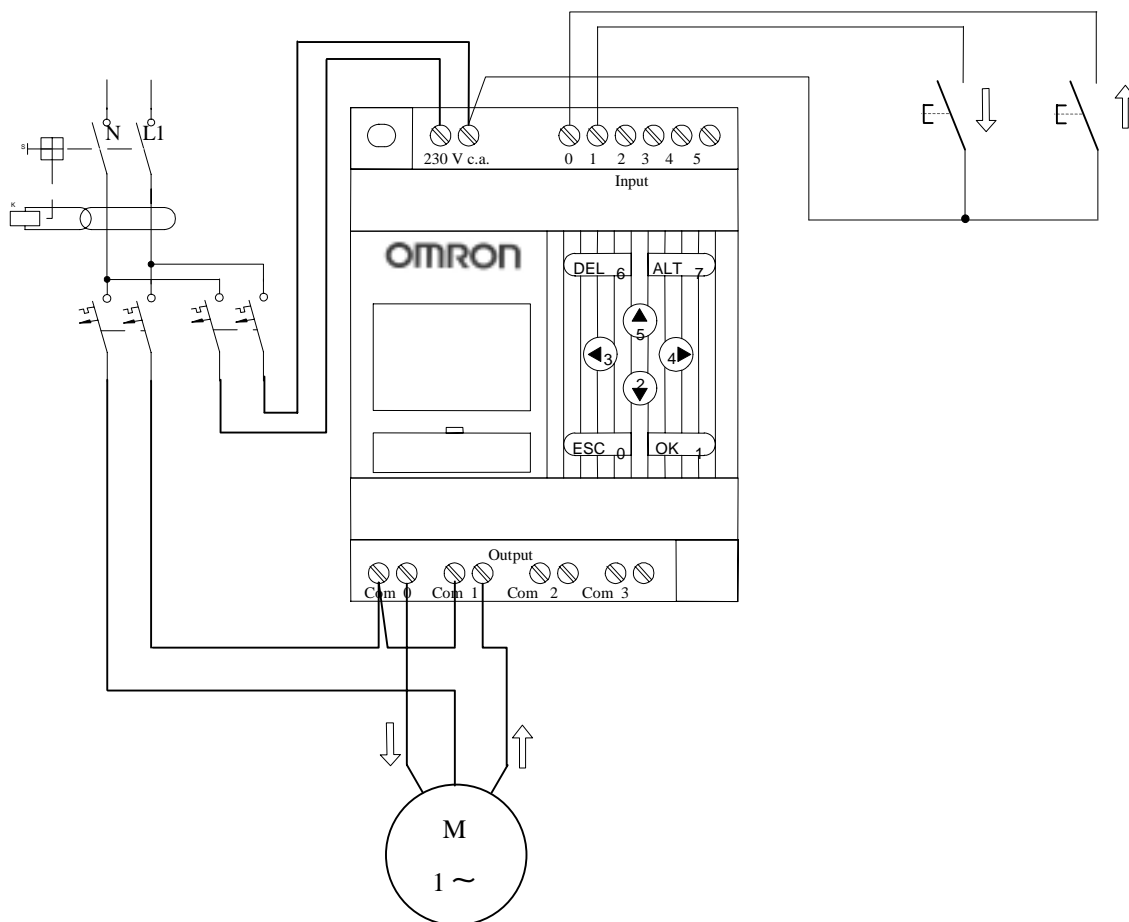 N L1
S
230 V c.a. 0 1 2 3 4 5
Input
K
OMRON
DEL 6 ALT 7
5
3 4
2
ESC 0 OK 1
Output
Com 0 Com 1 Com 2 Com 3
M
1 ~